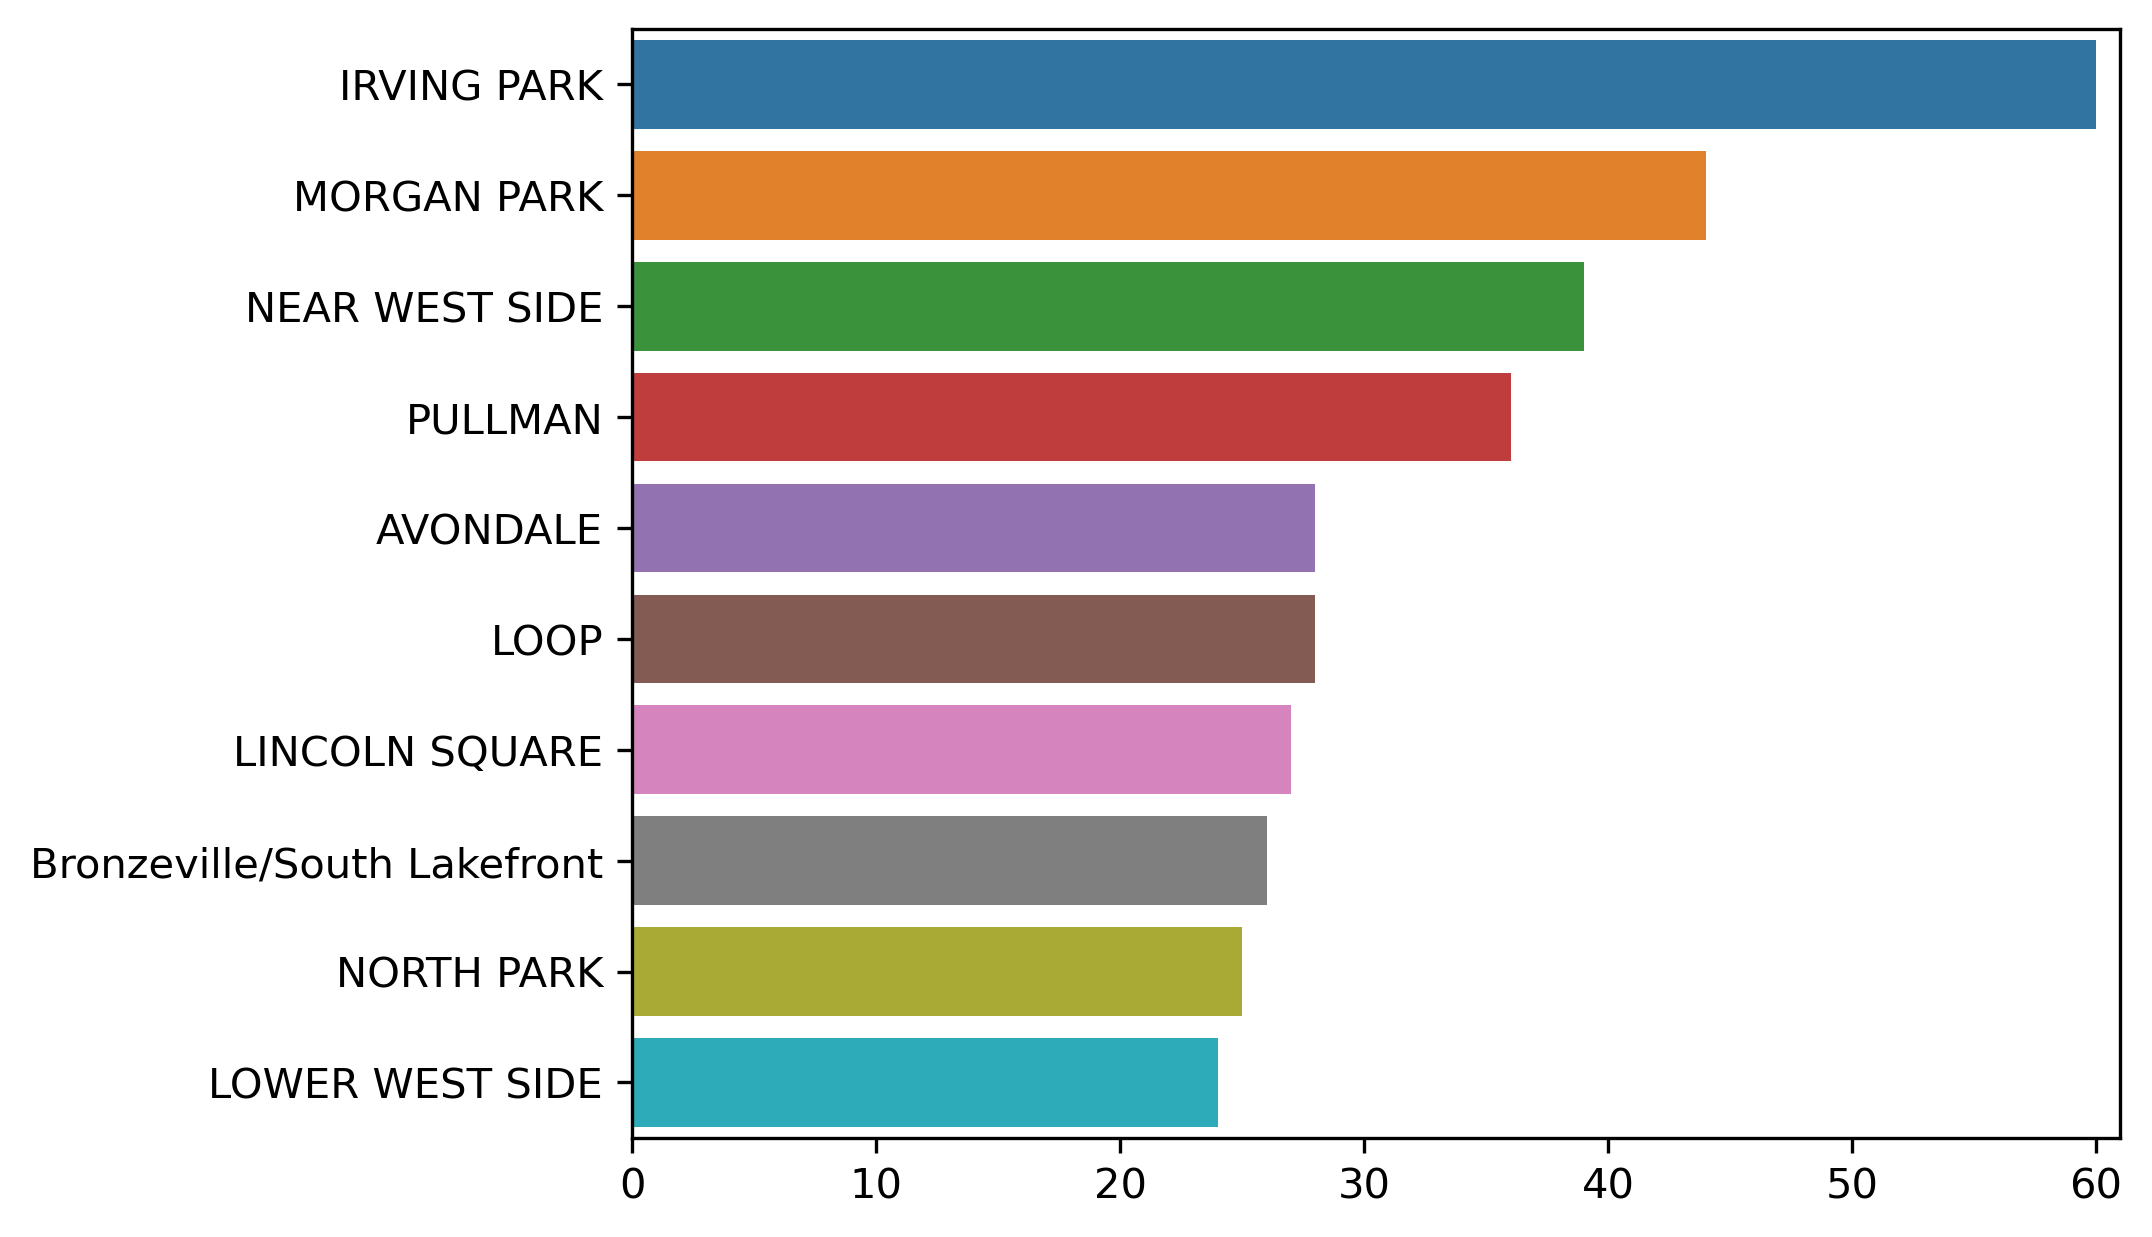 IRVING PARK
MORGAN PARK
NEAR WEST SIDE
PULLMAN
AVONDALE
LOOP
LINCOLN SQUARE
Bronzeville/South Lakefront
NORTH PARK
LOWER WEST SIDE
0 10 20 30 40 50 60